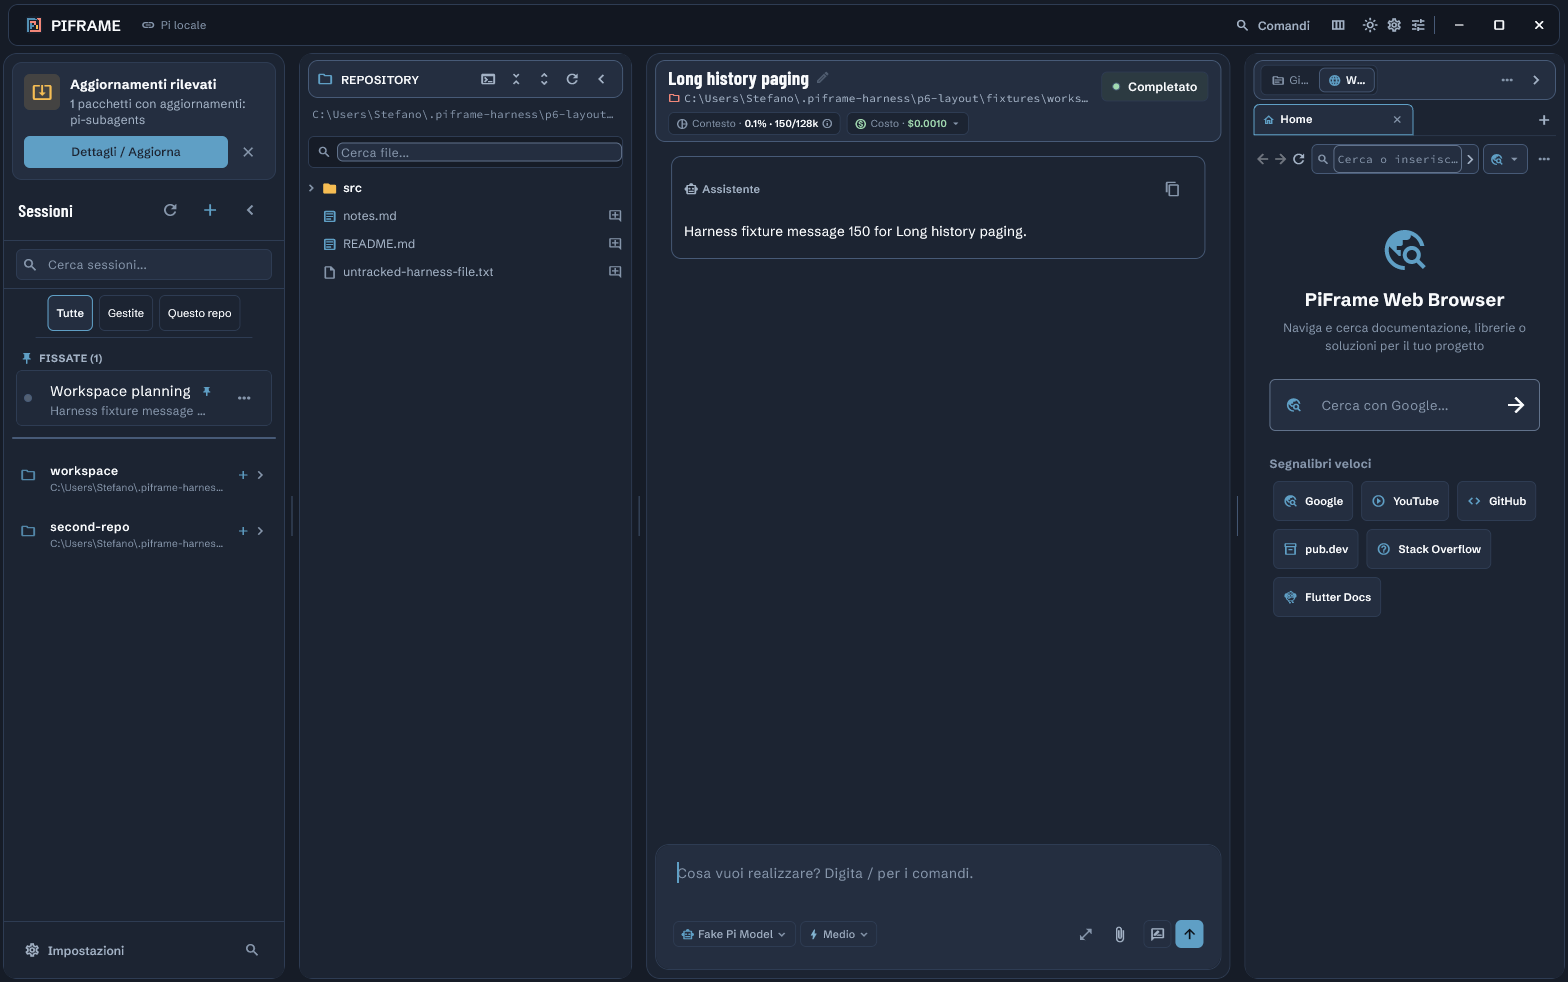 PIFRAME
Pi locale
Comandi
Aggiornamenti rilevati
1 pacchetti con aggiornamenti:
pi-subagents
Dettagli / Aggiorna
Sessioni
Cerca sessioni...
Tutte
Gestite
Questo repo
FISSATE (1)
Workspace planning
Harness fixture message ...
workspace
C:\Users\Stefano\.piframe-harnes...
second-repo
C:\Users\Stefano\.piframe-harnes...
Impostazioni
REPOSITORY
C:\Users\Stefano\.piframe-harness\p6-layout...
Cerca file...
src
notes.md
README.md
untracked-harness-file.txt
Long history paging
C:\Users\Stefano\.piframe-harness\p6-layout\fixtures\works...
Contesto · 0.1% · 150/128k
Costo · $0.0010
Completato
Assistente
Harness fixture message 150 for Long history paging.
Cosa vuoi realizzare? Digita / per i comandi.
Fake Pi Model
Medio
Gi...
W...
Home
Cerca o inserisc...
PiFrame Web Browser
Naviga e cerca documentazione, librerie o
soluzioni per il tuo progetto
Cerca con Google...
Segnalibri veloci
Google
YouTube
GitHub
pub.dev
Stack Overflow
Flutter Docs